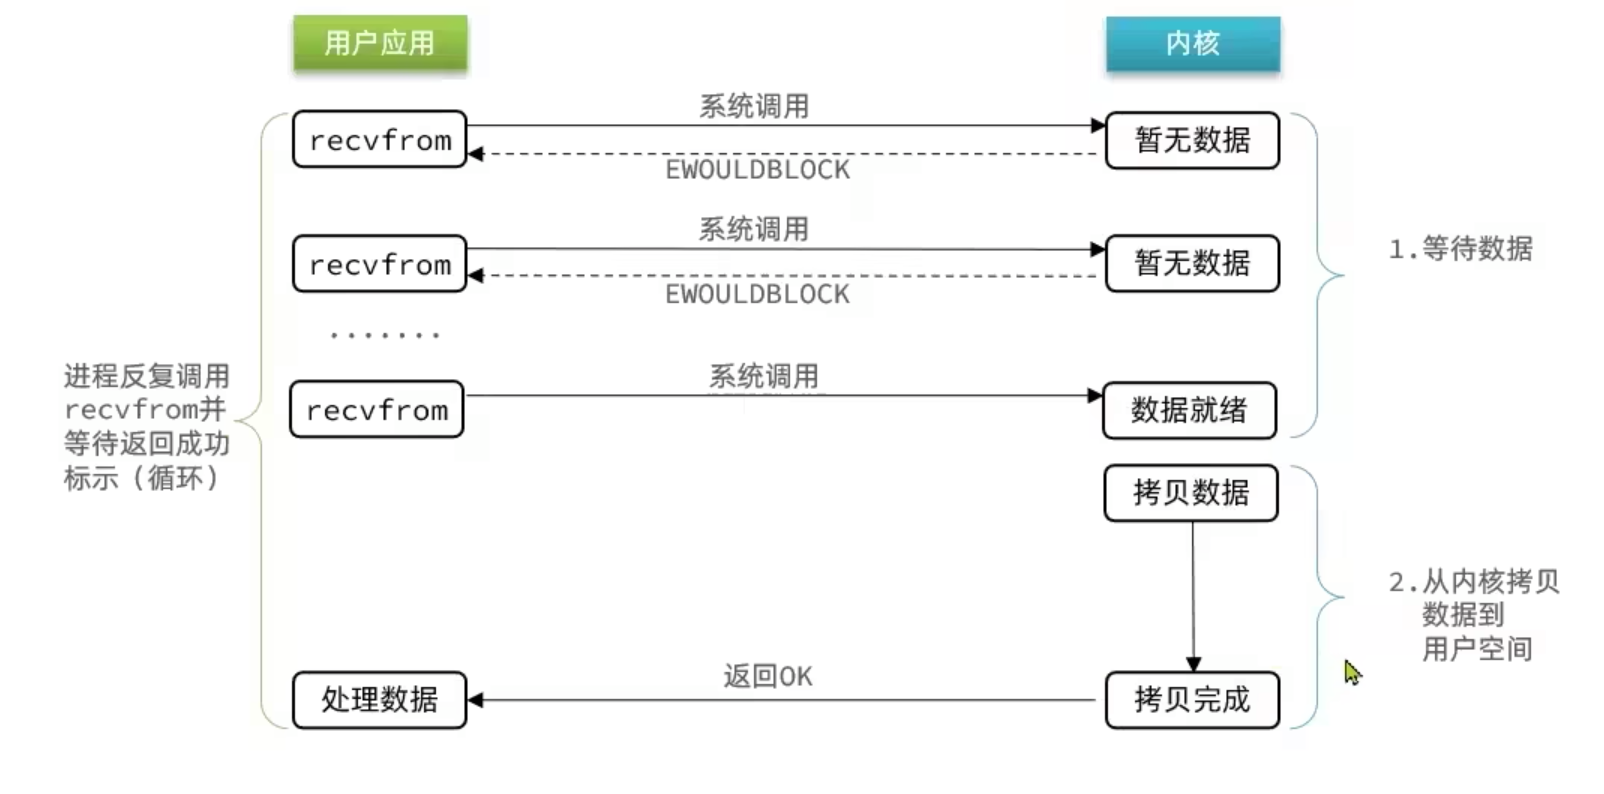 用户应用
内核
系统调用
recvfrom
暂无数据
EWOULDBLOCK
系统调用
recvfrom
暂无数据
EWOULDBLOCK
1.等待数据
.......
系统调用
recvfrom
数据就绪
进程反复调用
recvfrom并
等待返回成功
标示（循环）
拷贝数据
2.从内核拷贝
数据到
用户空间
返回OK
处理数据
拷贝完成